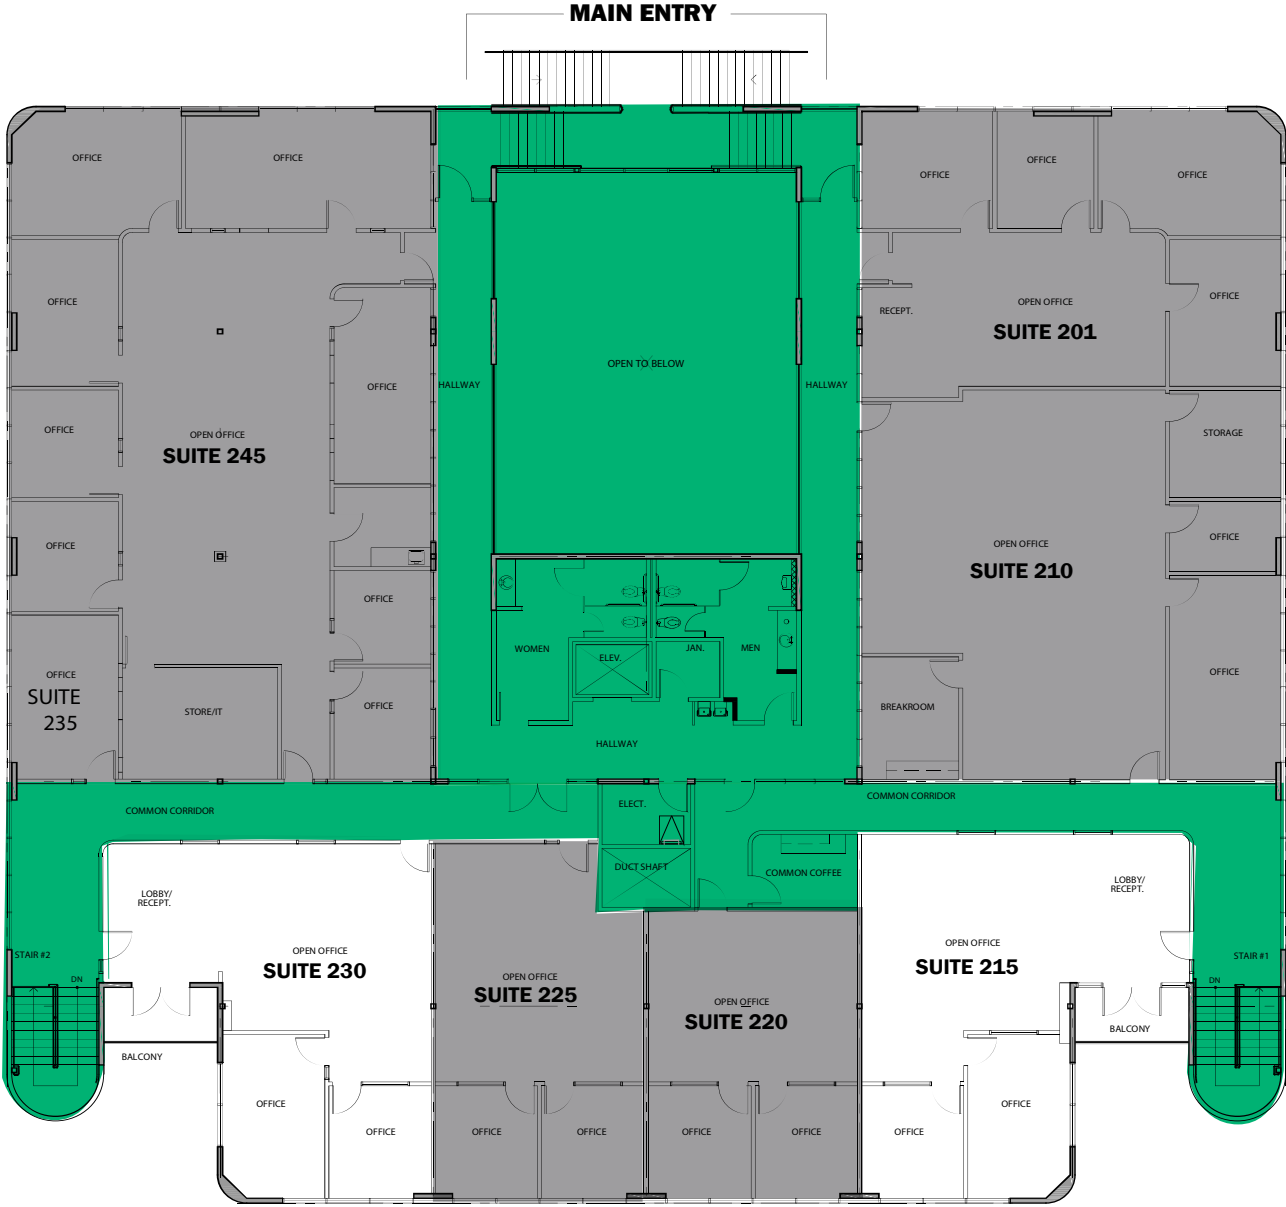 MAIN ENTRY
OFFICE
OFFICE
OFFICE
OFFICE
OFFICE
OFFICE
OFFICE
OPEN OFFICE
SUITE 201
RECEPT.
OPEN TO BELOW
HALLWAY
HALLWAY
OFFICE
OFFICE
OPEN OFFICE
SUITE 245
STORAGE
OFFICE
OPEN OFFICE
SUITE 210
OFFICE
OFFICE
WOMEN
ELEV.
JAN.
MEN
OFFICE
SUITE
235
STORE/IT
OFFICE
OFFICE
BREAKROOM
HALLWAY
COMMON CORRIDOR
ELECT.
COMMON CORRIDOR
DUCT SHAFT
COMMON COFFEE
LOBBY/
RECEPT.
LOBBY/
RECEPT.
STAIR #2
DN
OPEN OFFICE
SUITE 230
OPEN OFFICE
SUITE 225
OPEN OFFICE
SUITE 220
OPEN OFFICE
SUITE 215
STAIR #1
DN
BALCONY
BALCONY
OFFICE
OFFICE
OFFICE
OFFICE
OFFICE
OFFICE
OFFICE
OFFICE